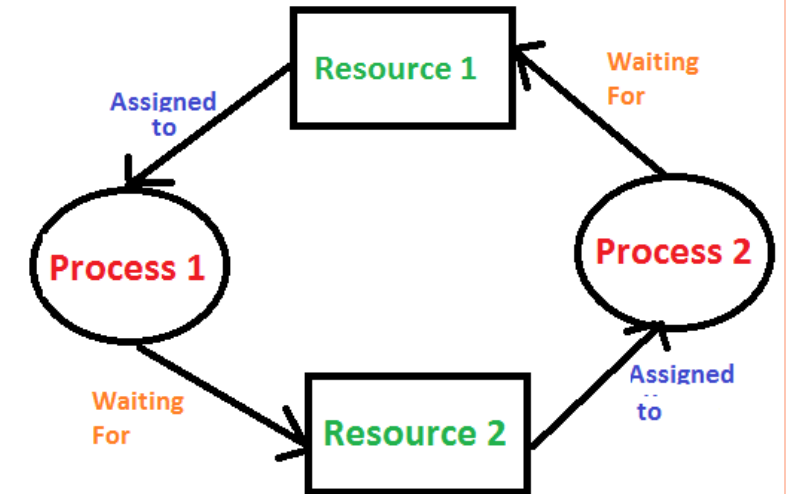 Resource 1
Waiting
For
Assigned
to
Process 1
Process 2
Waiting
For
Resource 2
Assigned
to